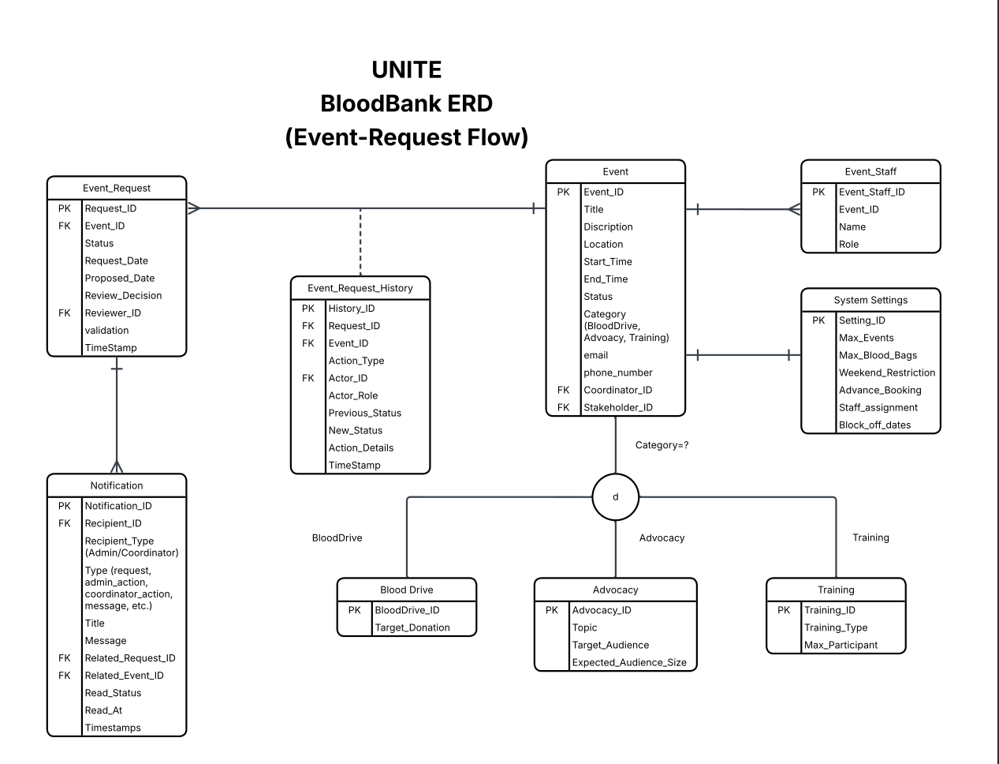 UNITE
BloodBank ERD
(Event-Request Flow)
Event_Request
PK Request_ID
FK Event_ID
Status
Request_Date
Proposed_Date
Review_Decision
FK Reviewer_ID
validation
TimeStamp
Event_Request_History
PK History_ID
FK Request_ID
FK Event_ID
Action_Type
FK Actor_ID
Actor_Role
Previous_Status
New_Status
Action_Details
TimeStamp
Event
PK Event_ID
Title
Discription
Location
Start_Time
End_Time
Status
Category
(BloodDrive,
Advoacy, Training)
email
phone_number
FK Coordinator_ID
FK Stakeholder_ID
Event_Staff
PK Event_Staff_ID
Event_ID
Name
Role
System Settings
PK Setting_ID
Max_Events
Max_Blood_Bags
Weekend_Restriction
Advance_Booking
Staff_assignment
Block_off_dates
Notification
PK Notification_ID
FK Recipient_ID
Recipient_Type
(Admin/Coordinator)
Type (request,
admin_action,
coordinator_action,
message, etc.)
Title
Message
FK Related_Request_ID
FK Related_Event_ID
Read_Status
Read_At
Timestamps
Category=?
d
BloodDrive
Advocacy
Training
Blood Drive
PK BloodDrive_ID
Target_Donation
Advocacy
PK Advocacy_ID
Topic
Target_Audience
Expected_Audience_Size
Training
PK Training_ID
Training_Type
Max_Participant